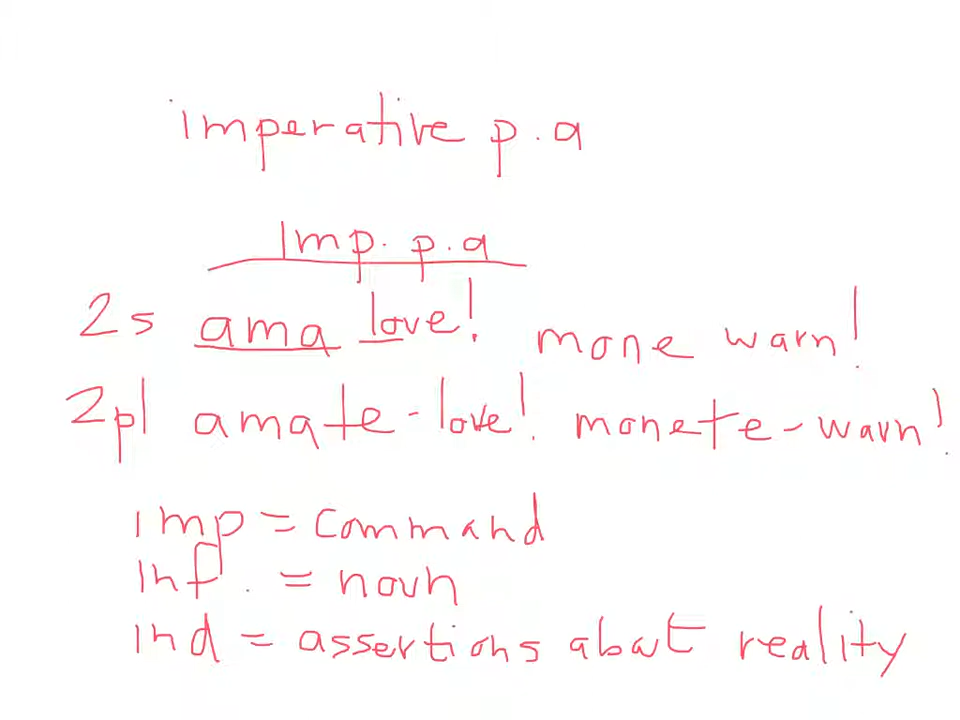 imperative p.a
Imp. p.a
2s ama love! mone warn!
2pl amate - love! monete - warn!
imp = command
inf. = noun
ind = assertions about reality